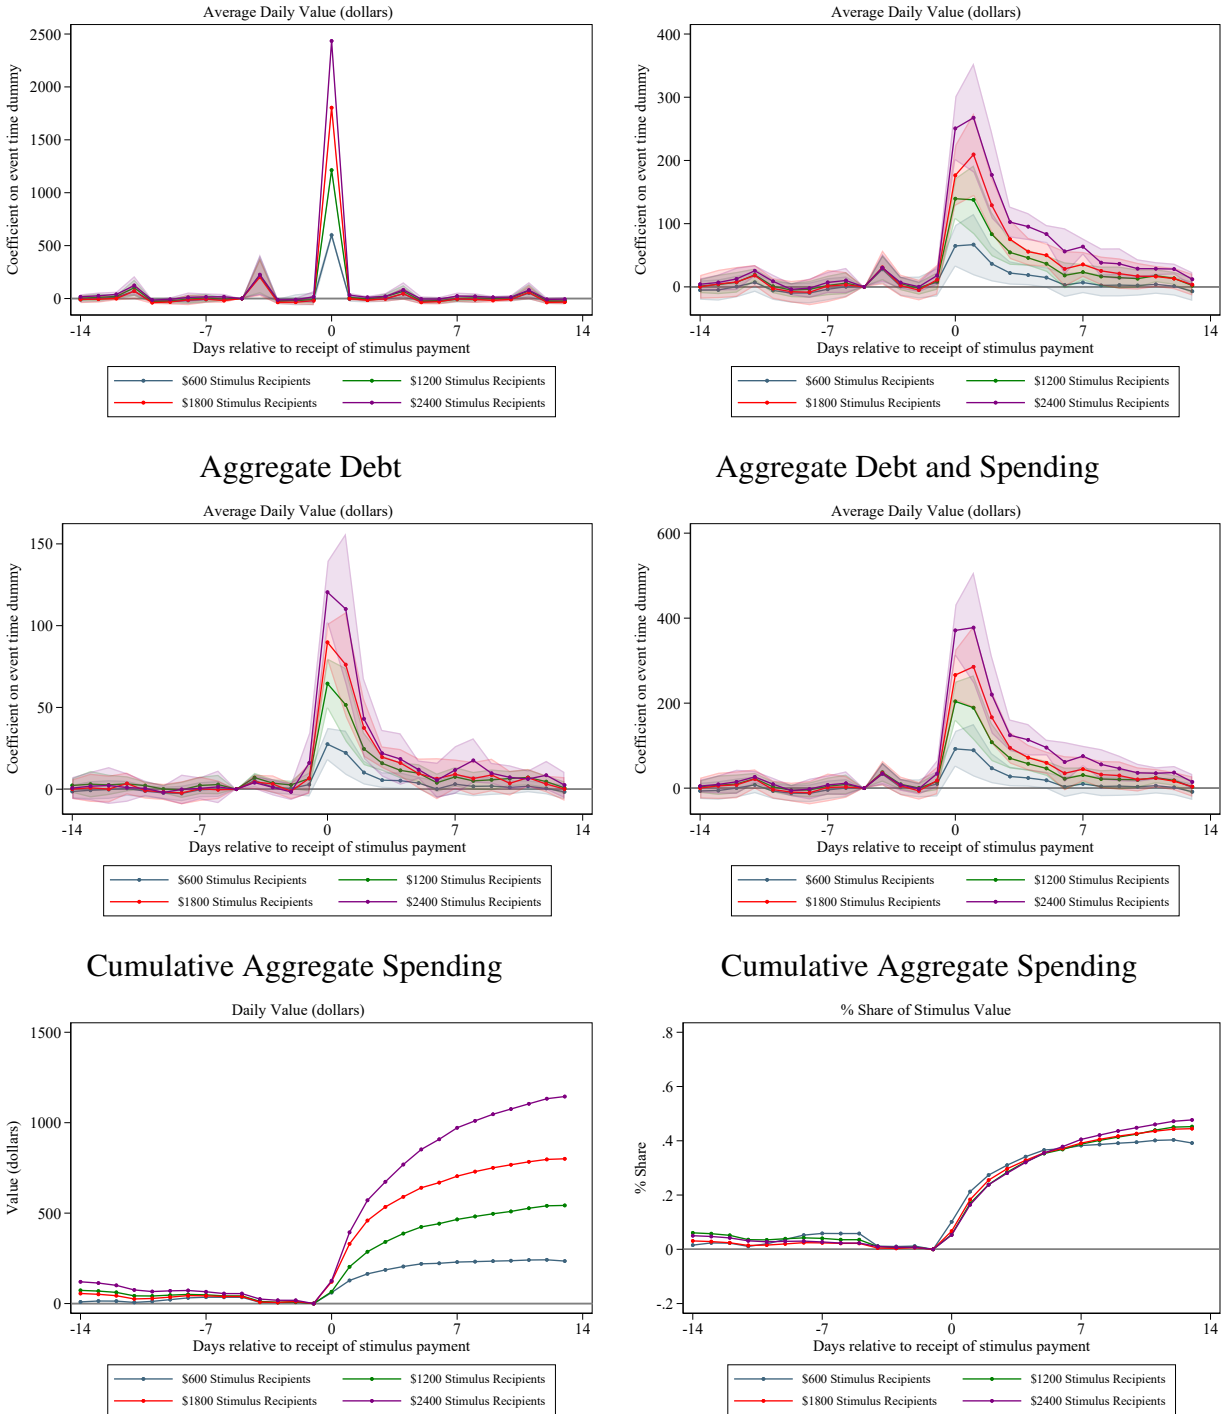 Average Daily Value (dollars)
Coefficient on event time dummy
2500
2000
1500
1000
500
0
-14 -7 0 7 14
Days relative to receipt of stimulus payment
$600 Stimulus Recipients $1200 Stimulus Recipients
$1800 Stimulus Recipients $2400 Stimulus Recipients
Average Daily Value (dollars)
Coefficient on event time dummy
400
300
200
100
0
-14 -7 0 7 14
Days relative to receipt of stimulus payment
$600 Stimulus Recipients $1200 Stimulus Recipients
$1800 Stimulus Recipients $2400 Stimulus Recipients
Aggregate Debt
Average Daily Value (dollars)
Coefficient on event time dummy
150
100
50
0
-14 -7 0 7 14
Days relative to receipt of stimulus payment
$600 Stimulus Recipients $1200 Stimulus Recipients
$1800 Stimulus Recipients $2400 Stimulus Recipients
Aggregate Debt and Spending
Average Daily Value (dollars)
Coefficient on event time dummy
600
400
200
0
-14 -7 0 7 14
Days relative to receipt of stimulus payment
$600 Stimulus Recipients $1200 Stimulus Recipients
$1800 Stimulus Recipients $2400 Stimulus Recipients
Cumulative Aggregate Spending
Daily Value (dollars)
Value (dollars)
1500
1000
500
0
-14 -7 0 7 14
Days relative to receipt of stimulus payment
$600 Stimulus Recipients $1200 Stimulus Recipients
$1800 Stimulus Recipients $2400 Stimulus Recipients
Cumulative Aggregate Spending
% Share of Stimulus Value
% Share
.8
.6
.4
.2
0
-.2
-14 -7 0 7 14
Days relative to receipt of stimulus payment
$600 Stimulus Recipients $1200 Stimulus Recipients
$1800 Stimulus Recipients $2400 Stimulus Recipients